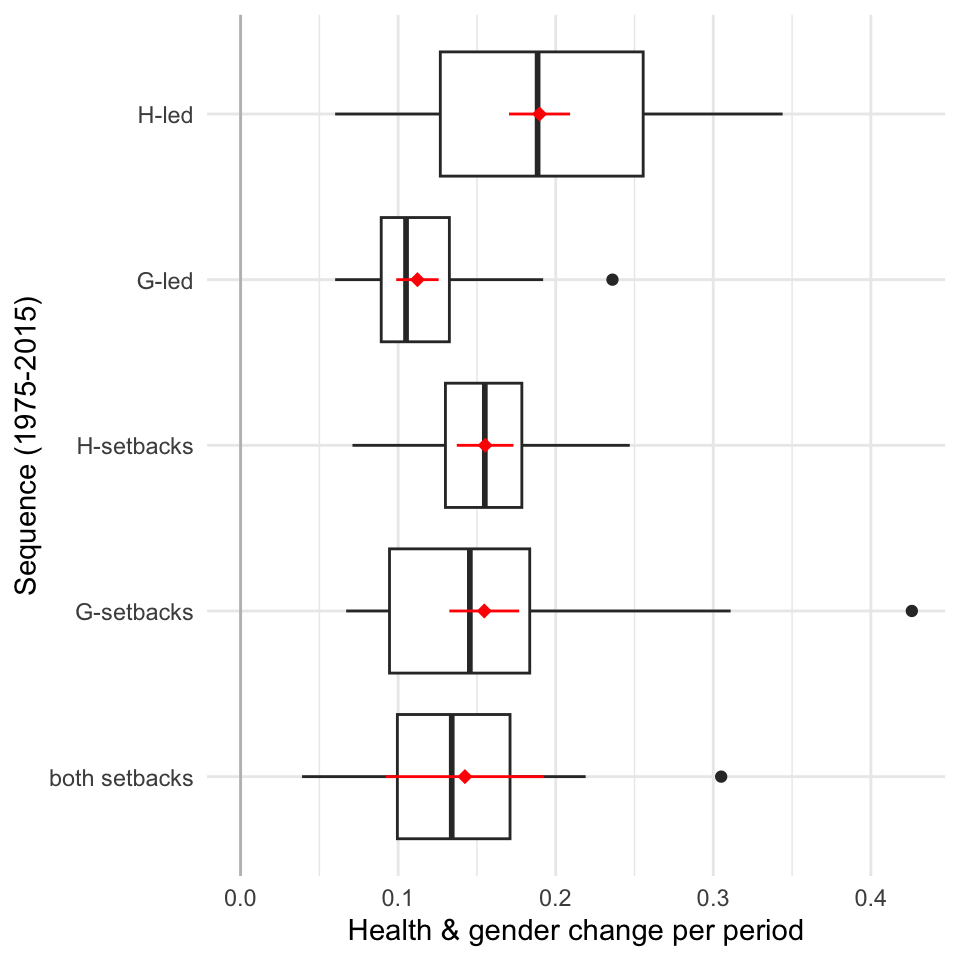 Sequence (1975-2015)
H-led
G-led
H-setbacks
G-setbacks
both setbacks
0.0 0.1 0.2 0.3 0.4
Health & gender change per period